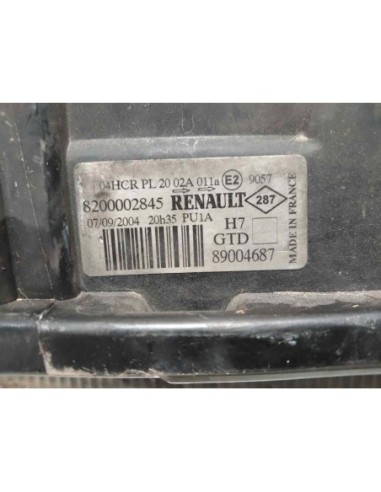 04HCR PL 20 02A 011a E2 9057
8200002845 RENAULT 287
07/09/2004 20h35 PU1A
H7
GTD
89004687
MADE IN FRANCE